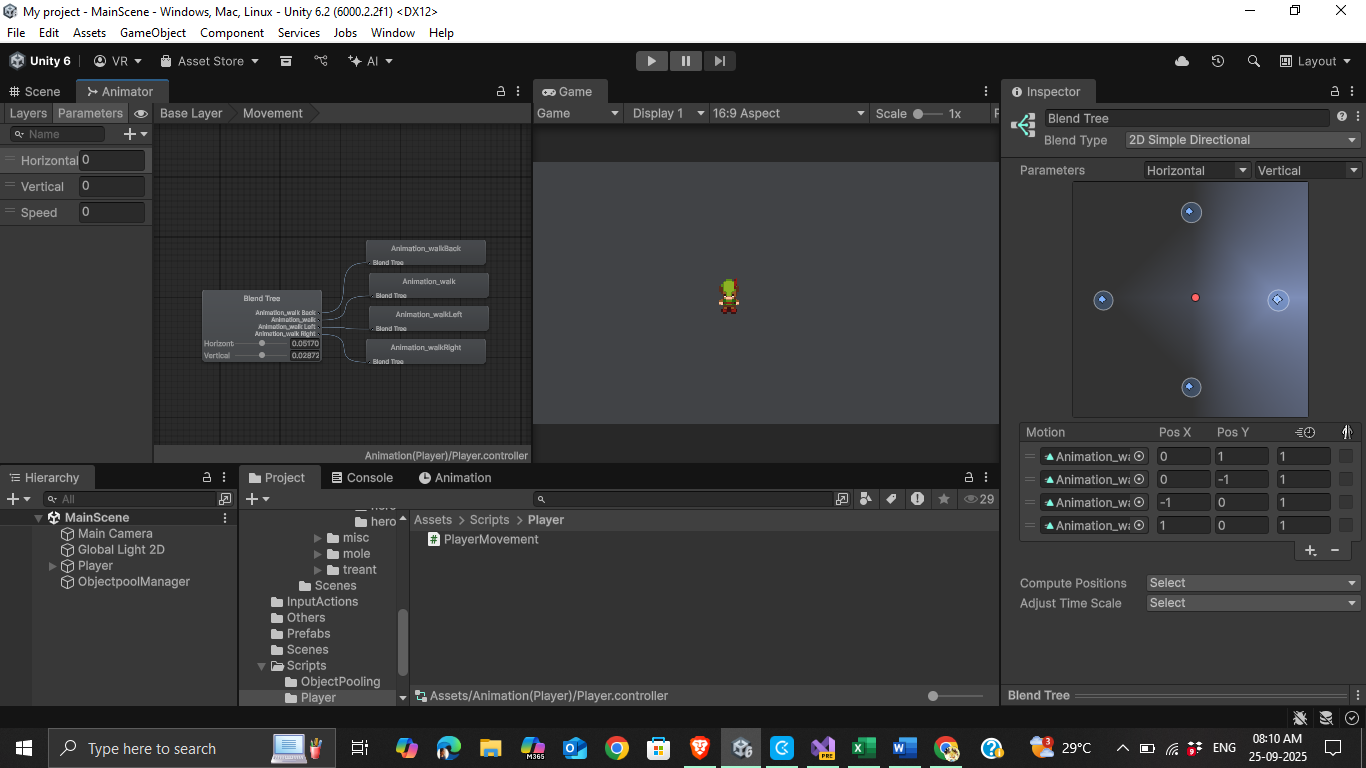 My project - MainScene - Windows, Mac, Linux - Unity 6.2 (6000.2.2f1) <DX12>
File Edit Assets GameObject Component Services Jobs Window Help
Unity 6 VR Asset Store AI Layout
Scene Animator
Layers Parameters Base Layer Movement
Name
Horizontal 0
Vertical 0
Speed 0
Blend Tree
Animation_walk Back
Animation_walk
Animation_walk Left
Animation_walk Right
Horizont 0.05170
Vertical 0.02872
Animation_walkBack
Blend Tree
Animation_walk
Blend Tree
Animation_walkLeft
Blend Tree
Animation_walkRight
Blend Tree
Animation(Player)/Player.controller
Game
Game Display 1 16:9 Aspect Scale 1x
Inspector
Blend Tree
Blend Type 2D Simple Directional
Parameters Horizontal Vertical
Motion Pos X Pos Y
Animation_wa 0 1 1
Animation_wa 0 -1 1
Animation_wa -1 0 1
Animation_wa 1 0 1
Compute Positions Select
Adjust Time Scale Select
Blend Tree
Hierarchy
All
MainScene
Main Camera
Global Light 2D
Player
ObjectpoolManager
Project Console Animation
29
hero
misc
mole
treant
Scenes
InputActions
Others
Prefabs
Scenes
Scripts
ObjectPooling
Player
Assets > Scripts > Player
PlayerMovement
Assets/Animation(Player)/Player.controller
Type here to search
M365
PRE
3
29°C
ENG
08:10 AM
25-09-2025